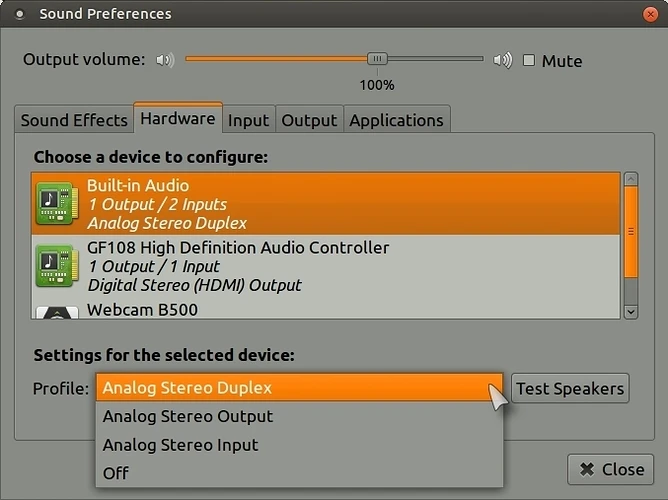 Sound Preferences
Output volume:
Mute
100%
Sound Effects
Hardware
Input
Output
Applications
Choose a device to configure:
Built-in Audio
1 Output / 2 Inputs
Analog Stereo Duplex
GF108 High Definition Audio Controller
1 Output / 1 Input
Digital Stereo (HDMI) Output
Webcam B500
Settings for the selected device:
Profile:
Analog Stereo Duplex
Test Speakers
Analog Stereo Output
Analog Stereo Input
Off
Close